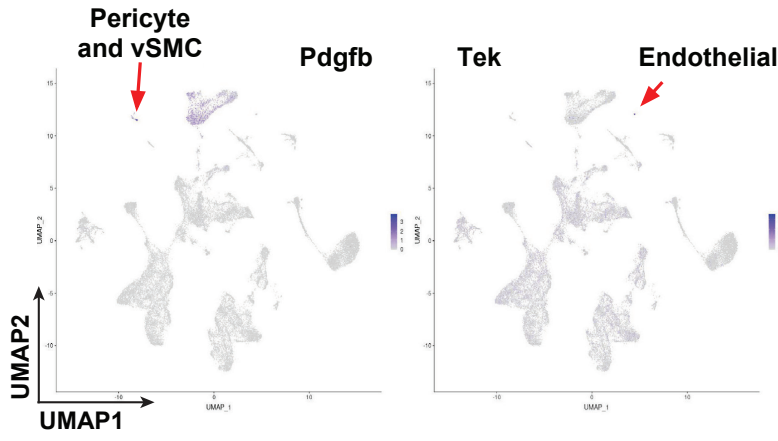 Pericyte
and vSMC
Pdgfb
Tek
Endothelial
15
10
5
0
-5
-10
UMAP_2
3
2
1
0
-10
0
10
UMAP_1
UMAP2
UMAP1
15
10
5
0
-5
-10
UMAP_2
-10
0
10
UMAP_1